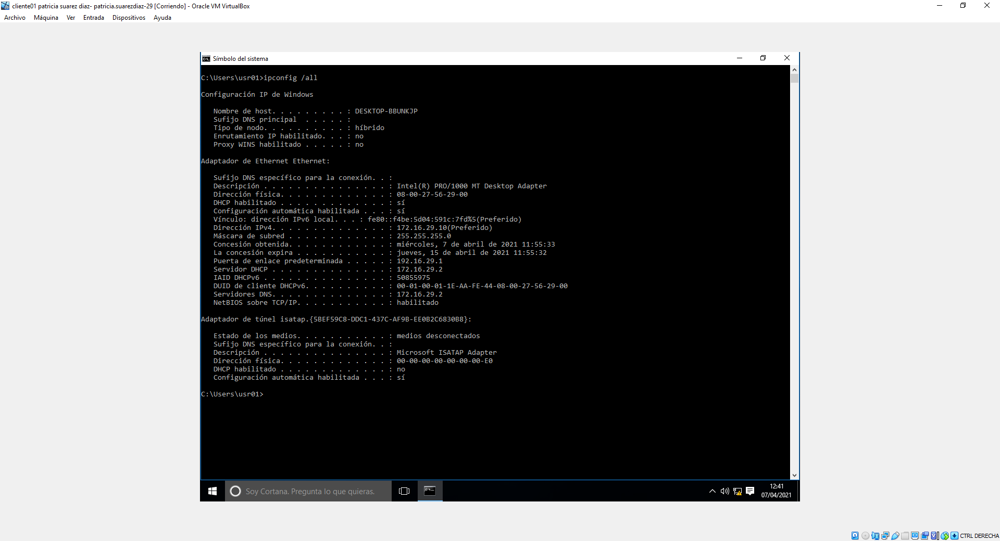 cliente01 patricia suarez diaz- patricia.suarezdiaz-29 [Corriendo] - Oracle VM VirtualBox
Archivo Máquina Ver Entrada Dispositivos Ayuda
Símbolo del sistema
C:\Users\usr01>ipconfig /all
Configuración IP de Windows
Nombre de host. . . . . . . . . : DESKTOP-BBUNKJP
Sufijo DNS principal  . . . . . :
Tipo de nodo. . . . . . . . . . : híbrido
Enrutamiento IP habilitado. . . : no
Proxy WINS habilitado . . . . . : no
Adaptador de Ethernet Ethernet:
Sufijo DNS específico para la conexión. . :
Descripción . . . . . . . . . . . . . . . : Intel(R) PRO/1000 MT Desktop Adapter
Dirección física. . . . . . . . . . . . . : 08-00-27-56-29-00
DHCP habilitado . . . . . . . . . . . . . : sí
Configuración automática habilitada . . . : sí
Vínculo: dirección IPv6 local. . . : fe80::f4be:5d04:591c:7fd%5(Preferido)
Dirección IPv4. . . . . . . . . . . . . . : 172.16.29.10(Preferido)
Máscara de subred . . . . . . . . . . . . : 255.255.255.0
Concesión obtenida. . . . . . . . . . . . : miércoles, 7 de abril de 2021 11:55:33
La concesión expira . . . . . . . . . . . : jueves, 15 de abril de 2021 11:55:32
Puerta de enlace predeterminada . . . . . : 192.16.29.1
Servidor DHCP . . . . . . . . . . . . . . : 172.16.29.2
IAID DHCPv6 . . . . . . . . . . . . . . . : 50855975
DUID de cliente DHCPv6. . . . . . . . . . : 00-01-00-01-1E-AA-FE-44-08-00-27-56-29-00
Servidores DNS. . . . . . . . . . . . . . : 172.16.29.2
NetBIOS sobre TCP/IP. . . . . . . . . . . : habilitado
Adaptador de túnel isatap.{5BEF59C8-DDC1-437C-AF9B-EE0B2C6830B8}:
Estado de los medios. . . . . . . . . . . : medios desconectados
Sufijo DNS específico para la conexión. . :
Descripción . . . . . . . . . . . . . . . : Microsoft ISATAP Adapter
Dirección física. . . . . . . . . . . . . : 00-00-00-00-00-00-00-E0
DHCP habilitado . . . . . . . . . . . . . : no
Configuración automática habilitada . . . : sí
C:\Users\usr01>
Soy Cortana. Pregunta lo que quieras.
12:41
07/04/2021
CTRL DERECHA